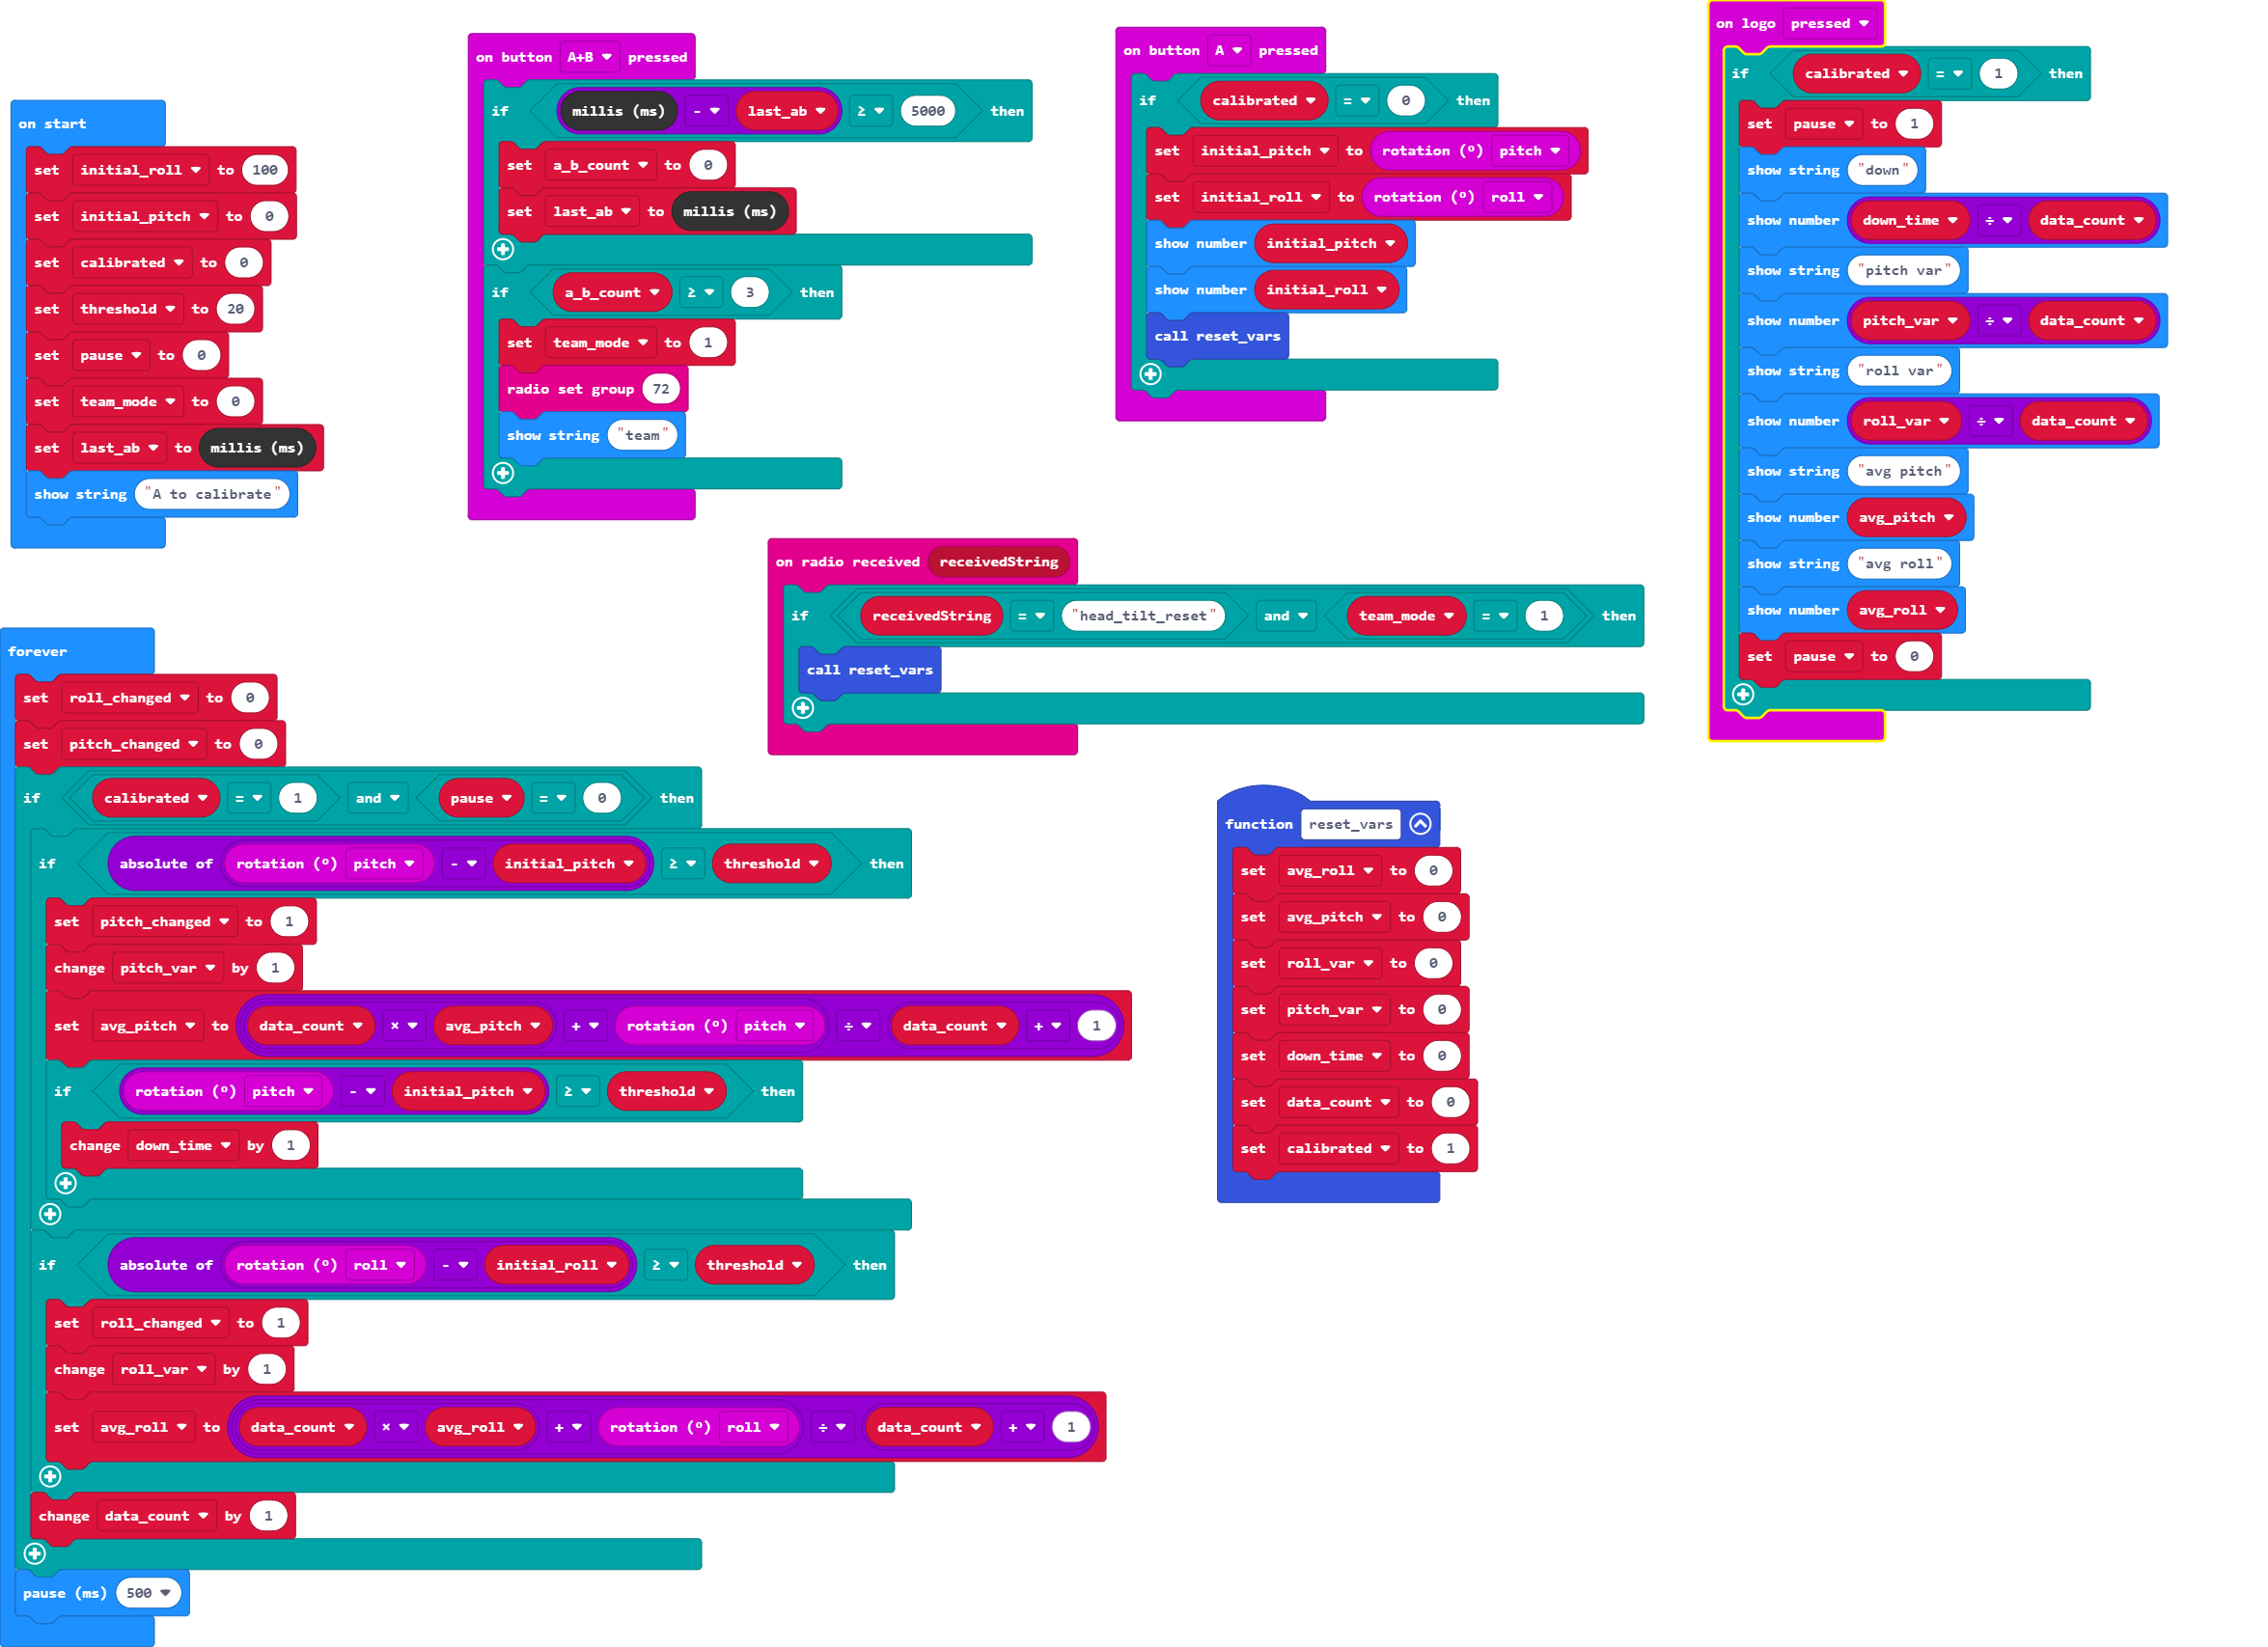 on start
set initial_roll to 100
set initial_pitch to 0
set calibrated to 0
set threshold to 20
set pause to 0
set team_mode to 0
set last_ab to millis (ms)
show string "A to calibrate"
on button A+B pressed
if millis (ms) - last_ab ≥ 5000 then
set a_b_count to 0
set last_ab to millis (ms)
if a_b_count ≥ 3 then
set team_mode to 1
radio set group 72
show string "team"
on button A pressed
if calibrated = 0 then
set initial_pitch to rotation (º) pitch
set initial_roll to rotation (º) roll
show number initial_pitch
show number initial_roll
call reset_vars
on logo pressed
if calibrated = 1 then
set pause to 1
show string "down"
show number down_time ÷ data_count
show string "pitch var"
show number pitch_var ÷ data_count
show string "roll var"
show number roll_var ÷ data_count
show string "avg pitch"
show number avg_pitch
show string "avg roll"
show number avg_roll
set pause to 0
on radio received receivedString
if receivedString = "head_tilt_reset" and team_mode = 1 then
call reset_vars
forever
set roll_changed to 0
set pitch_changed to 0
if calibrated = 1 and pause = 0 then
if absolute of rotation (º) pitch - initial_pitch ≥ threshold then
set pitch_changed to 1
change pitch_var by 1
set avg_pitch to data_count × avg_pitch + rotation (º) pitch ÷ data_count + 1
if rotation (º) pitch - initial_pitch ≥ threshold then
change down_time by 1
if absolute of rotation (º) roll - initial_roll ≥ threshold then
set roll_changed to 1
change roll_var by 1
set avg_roll to data_count × avg_roll + rotation (º) roll ÷ data_count + 1
change data_count by 1
pause (ms) 500
function reset_vars
set avg_roll to 0
set avg_pitch to 0
set roll_var to 0
set pitch_var to 0
set down_time to 0
set data_count to 0
set calibrated to 1